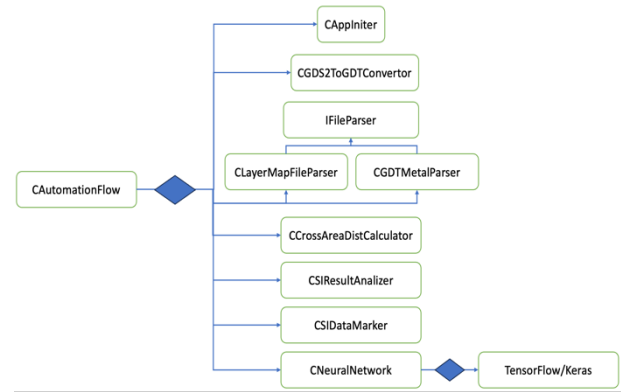 CAppIniter
CGDS2ToGDTConvertor
IFileParser
CLayerMapFileParser
CGDTMetalParser
CAutomationFlow
CCrossAreaDistCalculator
CSIResultAnalizer
CSIDataMarker
CNeuralNetwork
TensorFlow/Keras